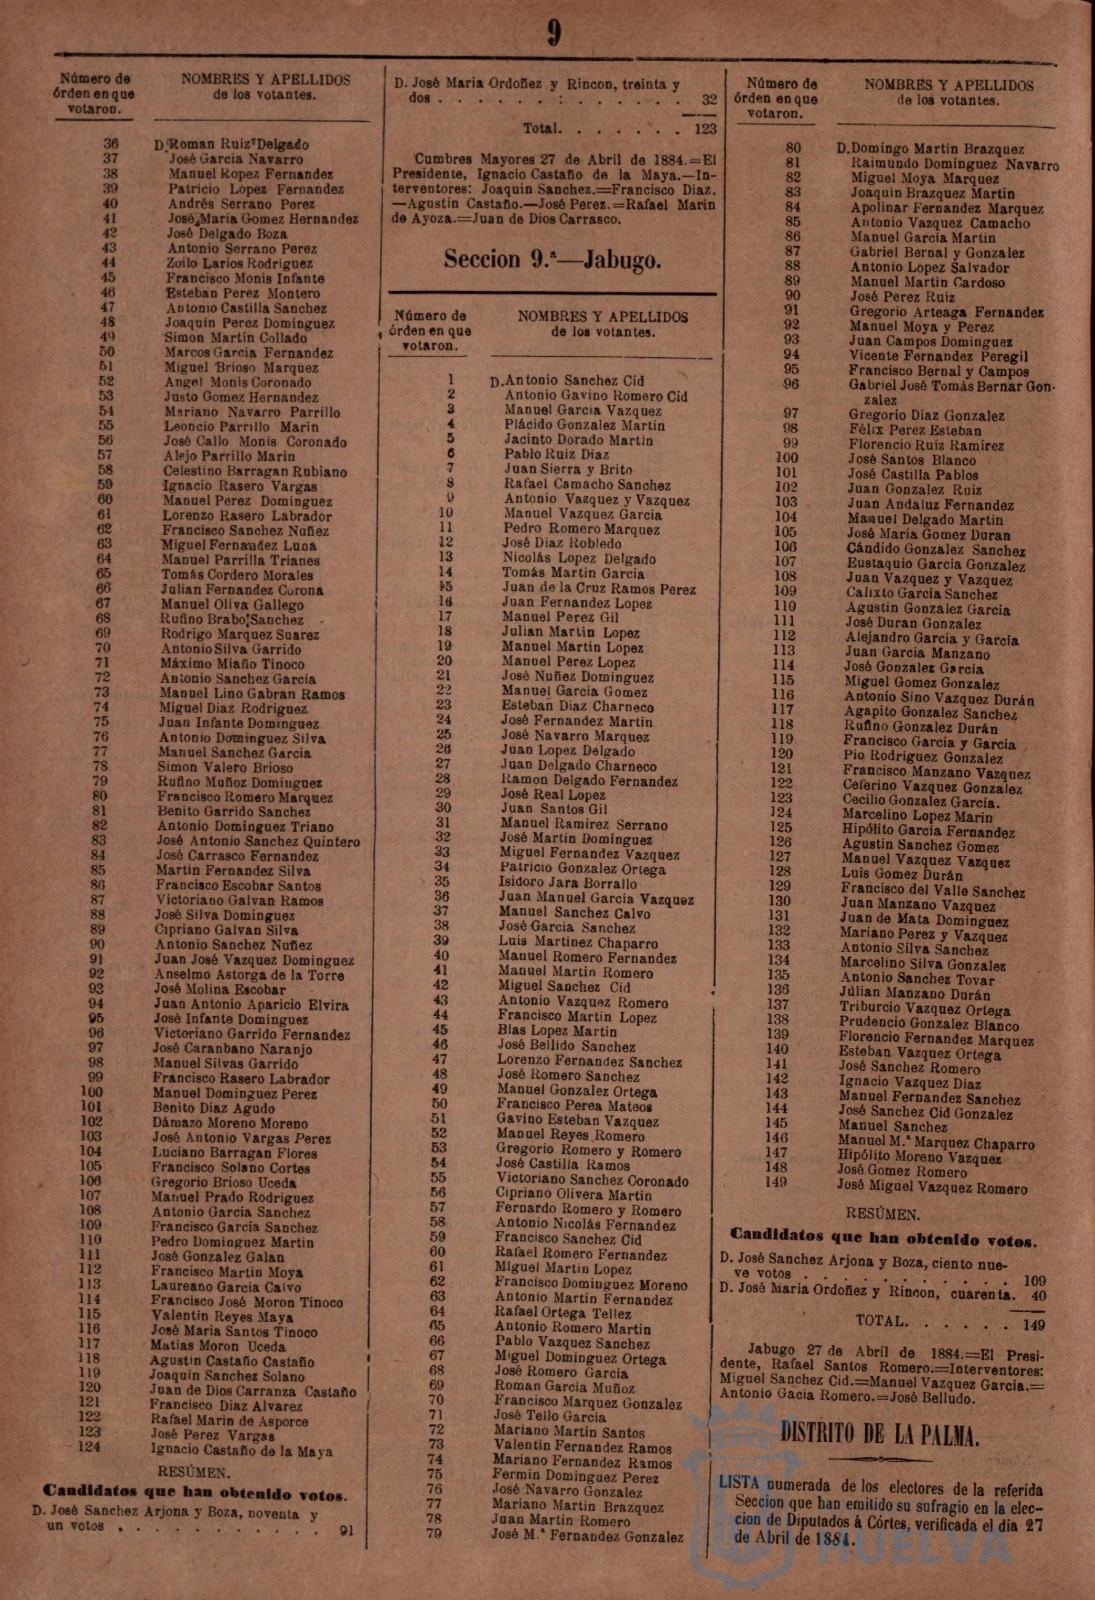 9
Número de
órden en que
votaron.
NOMBRES Y APELLIDOS
de los votantes.
36 D. Roman Ruiz Delgado
37 José Garcia Navarro
38 Manuel Ropez Fernandez
39 Patricio Lopez Fernandez
40 Andrés Serrano Perez
41 José Maria Gomez Hernandez
42 José Delgado Boza
43 Antonio Serrano Perez
44 Zoilo Larios Rodriguez
45 Francisco Monis Infante
46 Esteban Perez Montero
47 Antonio Castilla Sanchez
48 Joaquin Perez Dominguez
49 Simon Martin Collado
50 Marcos Garcia Fernandez
51 Miguel Brioso Marquez
52 Angel Monis Coronado
53 Justo Gomez Hernandez
54 Mariano Navarro Parrillo
55 Leoncio Parrillo Marin
56 José Callo Monis Coronado
57 Alejo Parrillo Marin
58 Celestino Barragan Rubiano
59 Ignacio Rasero Vargas
60 Manuel Perez Dominguez
61 Lorenzo Rasero Labrador
62 Francisco Sanchez Nuñez
63 Miguel Fernandez Luna
64 Manuel Parrilla Trianes
65 Tomás Cordero Morales
66 Julian Fernandez Corona
67 Manuel Oliva Gallego
68 Rufino Brabo Sanchez
69 Rodrigo Marquez Suarez
70 Antonio Silva Garrido
71 Máximo Miaño Tinoco
72 Antonio Sanchez Garcia
73 Manuel Lino Gabran Ramos
74 Miguel Diaz Rodriguez
75 Juan Infante Dominguez
76 Antonio Dominguez Silva
77 Manuel Sanchez Garcia
78 Simon Valero Brioso
79 Rufino Muñoz Dominguez
80 Francisco Romero Marquez
81 Benito Garrido Sanchez
82 Antonio Dominguez Triano
83 José Antonio Sanchez Quintero
84 José Carrasco Fernandez
85 Martin Fernandez Silva
86 Francisco Escobar Santos
87 Victoriano Galvan Ramos
88 José Silva Dominguez
89 Cipriano Galvan Silva
90 Antonio Sanchez Nuñez
91 Juan José Vazquez Dominguez
92 Anselmo Astorga de la Torre
93 José Molina Escobar
94 Juan Antonio Aparicio Elvira
95 José Infante Dominguez
96 Victoriano Garrido Fernandez
97 José Caranbano Naranjo
98 Manuel Silvas Garrido
99 Francisco Rasero Labrador
100 Manuel Dominguez Perez
101 Benito Diaz Agudo
102 Dámazo Moreno Moreno
103 José Antonio Vargas Perez
104 Luciano Barragan Flores
105 Francisco Solano Cortes
106 Gregorio Brioso Uceda
107 Manuel Prado Rodriguez
108 Antonio Garcia Sanchez
109 Francisco Garcia Sanchez
110 Pedro Dominguez Martin
111 José Gonzalez Galan
112 Francisco Martin Moya
113 Laureano Garcia Calvo
114 Francisco José Moron Tinoco
115 Valentin Reyes Maya
116 José Maria Santos Tinoco
117 Matias Moron Uceda
118 Agustin Castaño Castaño
119 Joaquin Sanchez Solano
120 Juan de Dios Carranza Castaño
121 Francisco Diaz Alvarez
122 Rafael Marin de Asporce
123 José Perez Vargas
124 Ignacio Castaño de la Maya
RESÚMEN.
Candidatos que han obtenido votos.
D. José Sanchez Arjona y Boza, noventa y
un votos . . . . . . . . . . . 91
D. José Maria Ordoñez y Rincon, treinta y
dos . . . . . : . . . . . . 32
Total. . . . . . . 123
Cumbres Mayores 27 de Abril de 1884.=El
Presidente, Ignacio Castaño de la Maya.—In-
terventores: Joaquin Sanchez.=Francisco Diaz.
—Agustin Castaño.—José Perez.=Rafael Marin
de Ayoza.=Juan de Dios Carrasco.
Seccion 9.ª—Jabugo.
Número de
órden en que
votaron.
NOMBRES Y APELLIDOS
de los votantes.
1 D. Antonio Sanchez Cid
2 Antonio Gavino Romero Cid
3 Manuel Garcia Vazquez
4 Plácido Gonzalez Martin
5 Jacinto Dorado Martin
6 Pablo Ruiz Diaz
7 Juan Sierra y Brito
8 Rafael Camacho Sanchez
9 Antonio Vazquez y Vazquez
10 Manuel Vazquez Garcia
11 Pedro Romero Marquez
12 José Diaz Robledo
13 Nicolás Lopez Delgado
14 Tomás Martin Garcia
15 Juan de la Cruz Ramos Perez
16 Juan Fernandez Lopez
17 Manuel Perez Gil
18 Julian Martin Lopez
19 Manuel Martin Lopez
20 Manuel Perez Lopez
21 José Nuñez Dominguez
22 Manuel Garcia Gomez
23 Esteban Diaz Charneco
24 José Fernandez Martin
25 José Navarro Marquez
26 Juan Lopez Delgado
27 Juan Delgado Charneco
28 Ramon Delgado Fernandez
29 José Real Lopez
30 Juan Santos Gil
31 Manuel Ramirez Serrano
32 José Martin Dominguez
33 Miguel Fernandez Vazquez
34 Patricio Gonzalez Ortega
35 Isidoro Jara Borrallo
36 Juan Manuel Garcia Vazquez
37 Manuel Sanchez Calvo
38 José Garcia Sanchez
39 Luis Martinez Chaparro
40 Manuel Romero Fernandez
41 Manuel Martin Romero
42 Miguel Sanchez Cid
43 Antonio Vazquez Romero
44 Francisco Martin Lopez
45 Blas Lopez Martin
46 José Bellido Sanchez
47 Lorenzo Fernandez Sanchez
48 José Romero Sanchez
49 Manuel Gonzalez Ortega
50 Francisco Perea Mateos
51 Gavino Esteban Vazquez
52 Manuel Reyes Romero
53 Gregorio Romero y Romero
54 José Castilla Ramos
55 Victoriano Sanchez Coronado
56 Cipriano Olivera Martin
57 Fernardo Romero y Romero
58 Antonio Nicolás Fernandez
59 Francisco Sanchez Cid
60 Rafael Romero Fernandez
61 Miguel Martin Lopez
62 Francisco Dominguez Moreno
63 Antonio Martin Fernandez
64 Rafael Ortega Tellez
65 Antonio Romero Martin
66 Pablo Vazquez Sanchez
67 Miguel Dominguez Ortega
68 José Romero Garcia
69 Roman Garcia Muñoz
70 Francisco Marquez Gonzalez
71 José Tello Garcia
72 Mariano Martin Santos
73 Valentin Fernandez Ramos
74 Mariano Fernandez Ramos
75 Fermin Dominguez Perez
76 José Navarro Gonzalez
77 Mariano Martin Brazquez
78 Juan Martin Romero
79 José M.ª Fernandez Gonzalez
Número de
órden en que
votaron.
NOMBRES Y APELLIDOS
de los votantes.
80 D. Domingo Martin Brazquez
81 Raimundo Dominguez Navarro
82 Miguel Moya Marquez
83 Joaquin Brazquez Martin
84 Apolinar Fernandez Marquez
85 Antonio Vazquez Camacho
86 Manuel Garcia Martin
87 Gabriel Bernal y Gonzalez
88 Antonio Lopez Salvador
89 Manuel Martin Cardoso
90 José Perez Ruiz
91 Gregorio Arteaga Fernandez
92 Manuel Moya y Perez
93 Juan Campos Dominguez
94 Vicente Fernandez Peregil
95 Francisco Bernal y Campos
96 Gabriel José Tomás Bernar Gon-
zalez
97 Gregorio Diaz Gonzalez
98 Félix Perez Esteban
99 Florencio Ruiz Ramirez
100 José Santos Blanco
101 José Castilla Pablos
102 Juan Gonzalez Ruiz
103 Juan Andaluz Fernandez
104 Manuel Delgado Martin
105 José Maria Gomez Duran
106 Cándido Gonzalez Sanchez
107 Eustaquio Garcia Gonzalez
108 Juan Vazquez y Vazquez
109 Calixto Garcia Sanchez
110 Agustin Gonzalez Garcia
111 José Duran Gonzalez
112 Alejandro Garcia y Garcia
113 Juan Garcia Manzano
114 José Gonzalez Garcia
115 Miguel Gomez Gonzalez
116 Antonio Sino Vazquez Durán
117 Agapito Gonzalez Sanchez
118 Rufino Gonzalez Durán
119 Francisco Garcia y Garcia
120 Pio Rodriguez Gonzalez
121 Francisco Manzano Vazquez
122 Ceferino Vazquez Gonzalez
123 Cecilio Gonzalez Garcia.
124 Marcelino Lopez Marin
125 Hipólito Garcia Fernandez
126 Agustin Sanchez Gomez
127 Manuel Vazquez Vazquez
128 Luis Gomez Durán
129 Francisco del Valle Sanchez
130 Juan Manzano Vazquez
131 Juan de Mata Dominguez
132 Mariano Perez y Vazquez
133 Antonio Silva Sanchez
134 Marcelino Silva Gonzalez
135 Antonio Sanchez Tovar
136 Julian Manzano Durán
137 Triburcio Vazquez Ortega
138 Prudencio Gonzalez Blanco
139 Florencio Fernandez Marquez
140 Esteban Vazquez Ortega
141 José Sanchez Romero
142 Ignacio Vazquez Diaz
143 Manuel Fernandez Sanchez
144 José Sanchez Cid Gonzalez
145 Manuel Sanchez
146 Manuel M.ª Marquez Chaparro
147 Hipólito Moreno Vazquez
148 José Gomez Romero
149 José Miguel Vazquez Romero
RESÚMEN.
Candidatos que han obtenido votos.
D. José Sanchez Arjona y Boza, ciento nue-
ve votos . . . . . . . . . . . 109
D. José Maria Ordoñez y Rincon, cuarenta. 40
TOTAL. . . . . . 149
Jabugo 27 de Abril de 1884.=El Presi-
dente, Rafael Santos Romero.=Interventores:
Miguel Sanchez Cid.=Manuel Vazquez Garcia.=
Antonio Gacia Romero.=José Belludo.
DISTRITO DE LA PALMA.
LISTA numerada de los electores de la referida
Seccion que han emitido su sufragio en la elec-
cion de Diputados á Córtes, verificada el dia 27
de Abril de 1884.
HUELVA